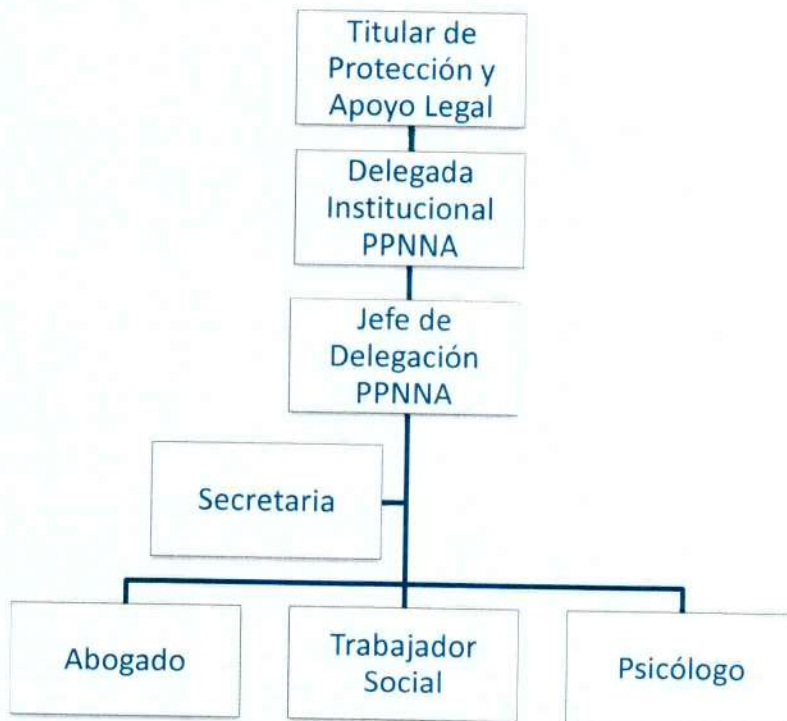 Titular de
Protección y
Apoyo Legal
Delegada
Institucional
PPNNA
Jefe de
Delegación
PPNNA
Secretaria
Abogado
Trabajador
Social
Psicólogo